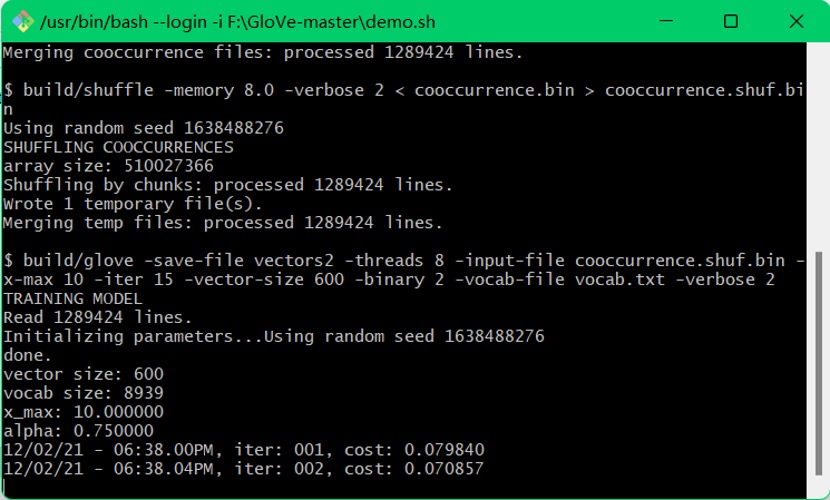 /usr/bin/bash --login -i F:\GloVe-master\demo.sh
Merging cooccurrence files: processed 1289424 lines.
$ build/shuffle -memory 8.0 -verbose 2 < cooccurrence.bin > cooccurrence.shuf.bi
n
Using random seed 1638488276
SHUFFLING COOCCURRENCES
array size: 510027366
Shuffling by chunks: processed 1289424 lines.
Wrote 1 temporary file(s).
Merging temp files: processed 1289424 lines.
$ build/glove -save-file vectors2 -threads 8 -input-file cooccurrence.shuf.bin -
x-max 10 -iter 15 -vector-size 600 -binary 2 -vocab-file vocab.txt -verbose 2
TRAINING MODEL
Read 1289424 lines.
Initializing parameters...Using random seed 1638488276
done.
vector size: 600
vocab size: 8939
x_max: 10.000000
alpha: 0.750000
12/02/21 - 06:38.00PM, iter: 001, cost: 0.079840
12/02/21 - 06:38.04PM, iter: 002, cost: 0.070857